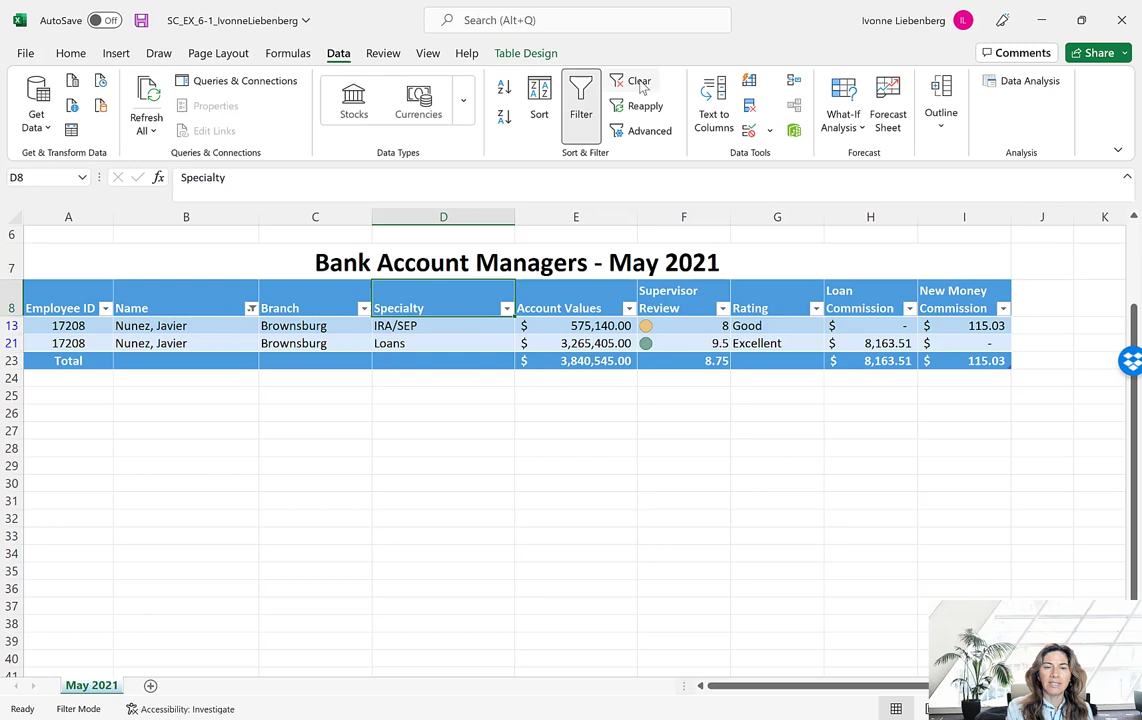 AutoSave Off SC_EX_6-1_IvonneLiebenberg Search (Alt+Q) Ivonne Liebenberg IL
File Home Insert Draw Page Layout Formulas Data Review View Help Table Design Comments Share
Get Data Refresh All Queries & Connections Properties Edit Links Stocks Currencies Sort Filter Clear Reapply Advanced Text to Columns What-If Analysis Forecast Sheet Outline Data Analysis
Get & Transform Data Queries & Connections Data Types Sort & Filter Data Tools Forecast Analysis
D8 fx Specialty
A B C D E F G H I J K
6
7 Bank Account Managers - May 2021
Supervisor Loan New Money
8 Employee ID Name Branch Specialty Account Values Review Rating Commission Commission
13 17208 Nunez, Javier Brownsburg IRA/SEP $ 575,140.00 8 Good $ - $ 115.03
21 17208 Nunez, Javier Brownsburg Loans $ 3,265,405.00 9.5 Excellent $ 8,163.51 $ -
23 Total $ 3,840,545.00 8.75 $ 8,163.51 $ 115.03
24
25
26
27
28
29
30
31
32
33
34
35
36
37
38
39
40
41
May 2021
Ready Filter Mode Accessibility: Investigate